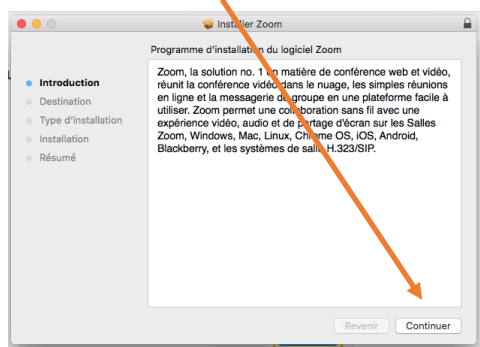 Installer Zoom
Programme d'installation du logiciel Zoom
Introduction
Destination
Type d'installation
Installation
Résumé
Zoom, la solution no. 1 en matière de conférence web et vidéo,
réunit la conférence vidéo dans le nuage, les simples réunions
en ligne et la messagerie de groupe en une plateforme facile à
utiliser. Zoom permet une collaboration sans fil avec une
expérience vidéo, audio et de partage d'écran sur les Salles
Zoom, Windows, Mac, Linux, Chrome OS, iOS, Android,
Blackberry, et les systèmes de salle H.323/SIP.
Revenir
Continuer